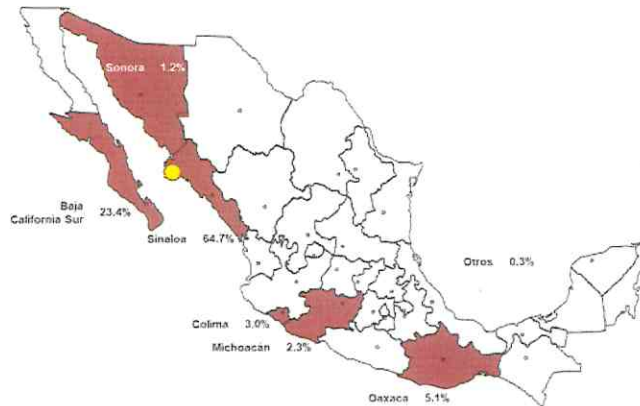 Sonora 1.2%
Baja
California Sur 23.4%
Sinaloa 64.7%
Otros 0.3%
Colima 3.0%
Michoacán 2.3%
Oaxaca 5.1%